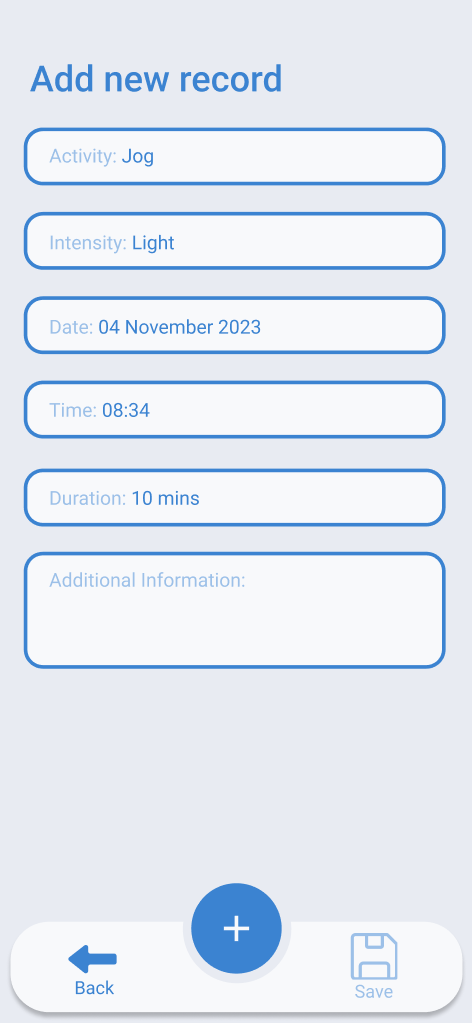 Add new record
Activity: Jog
Intensity: Light
Date: 04 November 2023
Time: 08:34
Duration: 10 mins
Additional Information:
+
Back
Save